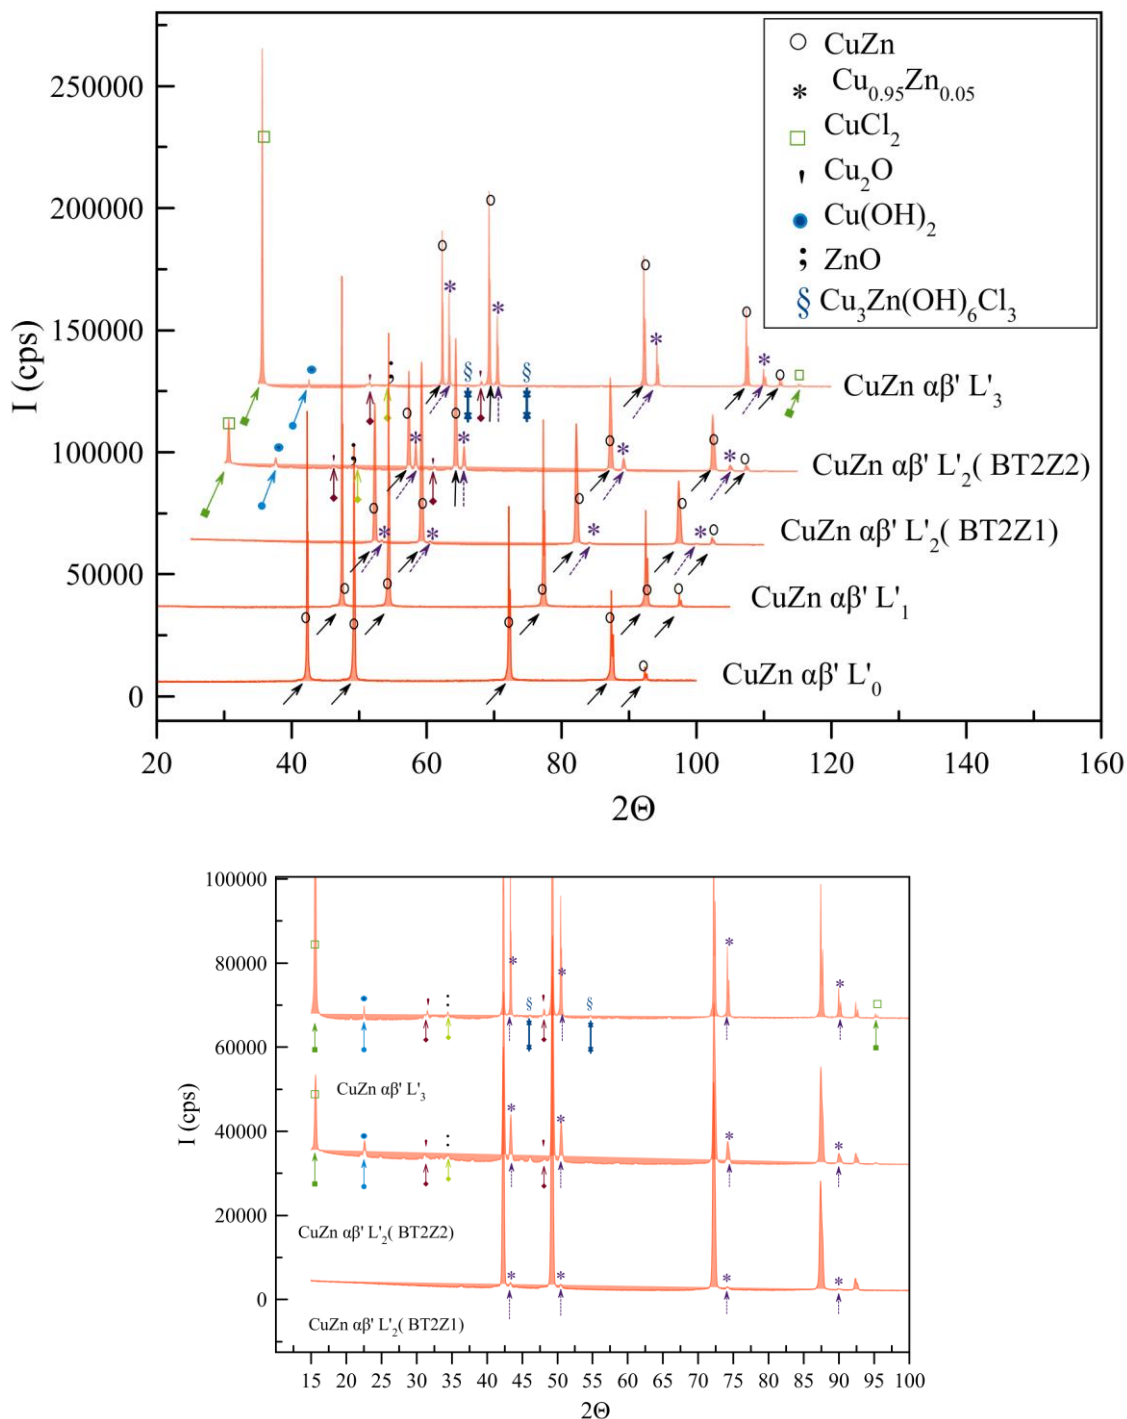 250000
200000
150000
100000
50000
0
I (cps)
20 40 60 80 100 120 140 160
2Θ
○ CuZn
* Cu0.95Zn0.05
□ CuCl2
' Cu2O
● Cu(OH)2
; ZnO
§ Cu3Zn(OH)6Cl3
CuZn αβ' L'3
CuZn αβ' L'2( BT2Z2)
CuZn αβ' L'2( BT2Z1)
CuZn αβ' L'1
CuZn αβ' L'0
100000
80000
60000
40000
20000
0
I (cps)
CuZn αβ' L'3
CuZn αβ' L'2( BT2Z2)
CuZn αβ' L'2( BT2Z1)
15 20 25 30 35 40 45 50 55 60 65 70 75 80 85 90 95 100
2Θ